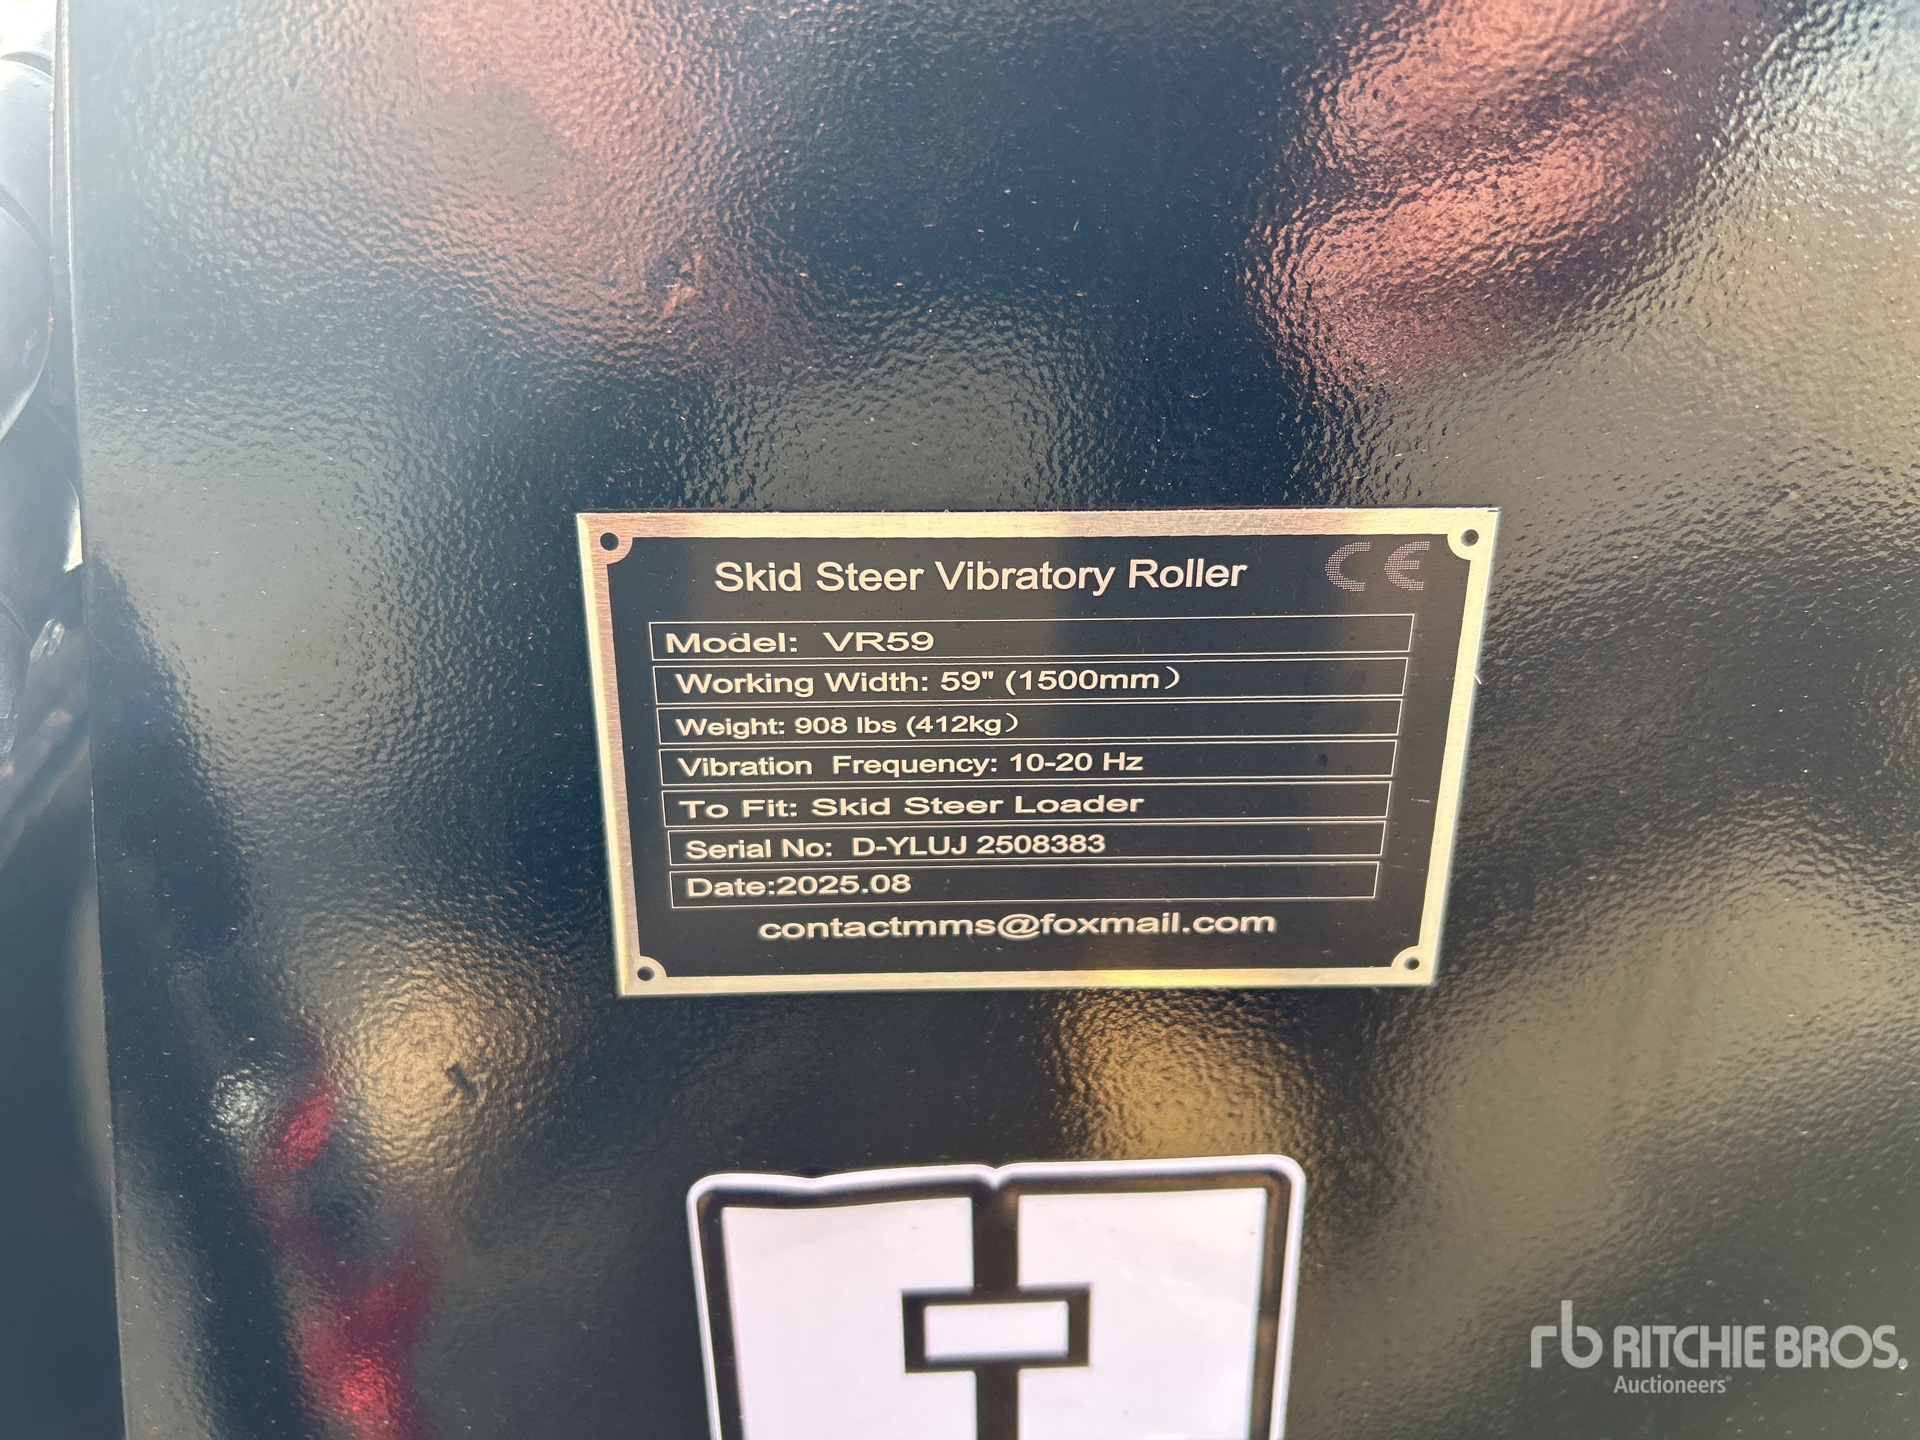 Skid Steer Vibratory Roller CE
Model: VR59
Working Width: 59" (1500mm）
Weight: 908 lbs (412kg）
Vibration Frequency: 10-20 Hz
To Fit: Skid Steer Loader
Serial No: D-YLUJ 2508383
Date:2025.08
contactmms@foxmail.com
rb RITCHIE BROS.
Auctioneers